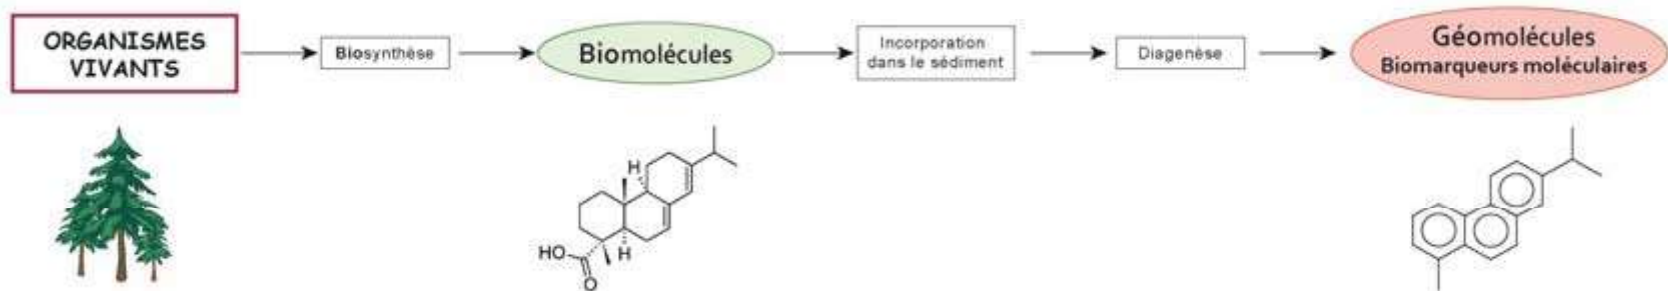 ORGANISMES
VIVANTS
Biosynthèse
Biomolécules
Incorporation
dans le sédiment
Diagenèse
Géomolécules
Biomarqueurs moléculaires
H
HO
O
H